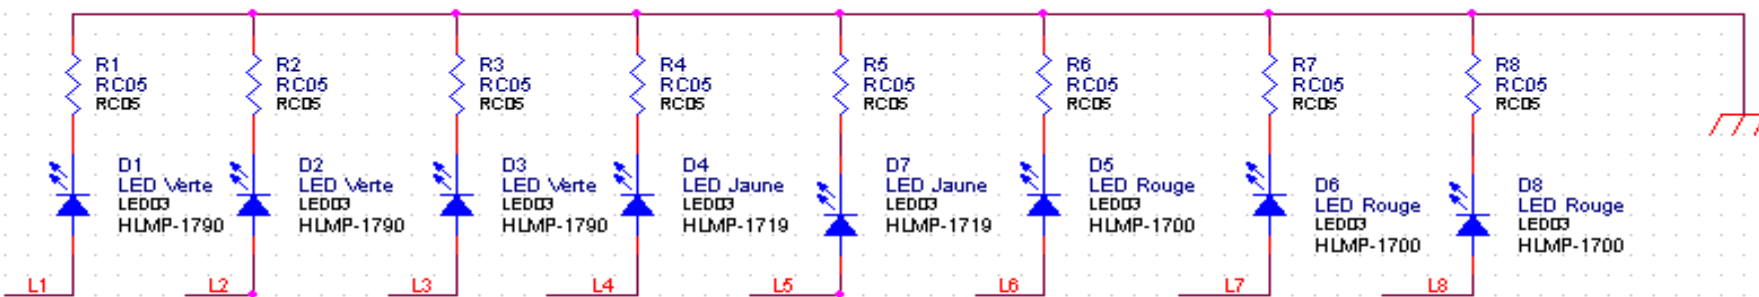 R1
RC05
RC05
R2
RC05
RC05
R3
RC05
RC05
R4
RC05
RC05
R5
RC05
RC05
R6
RC05
RC05
R7
RC05
RC05
R8
RC05
RC05
D1
LED Verte
LED03
HLMP-1790
D2
LED Verte
LED03
HLMP-1790
D3
LED Verte
LED03
HLMP-1790
D4
LED Jaune
LED03
HLMP-1719
D7
LED Jaune
LED03
HLMP-1719
D5
LED Rouge
LED03
HLMP-1700
D6
LED Rouge
LED03
HLMP-1700
D8
LED Rouge
LED03
HLMP-1700
L1
L2
L3
L4
L5
L6
L7
L8